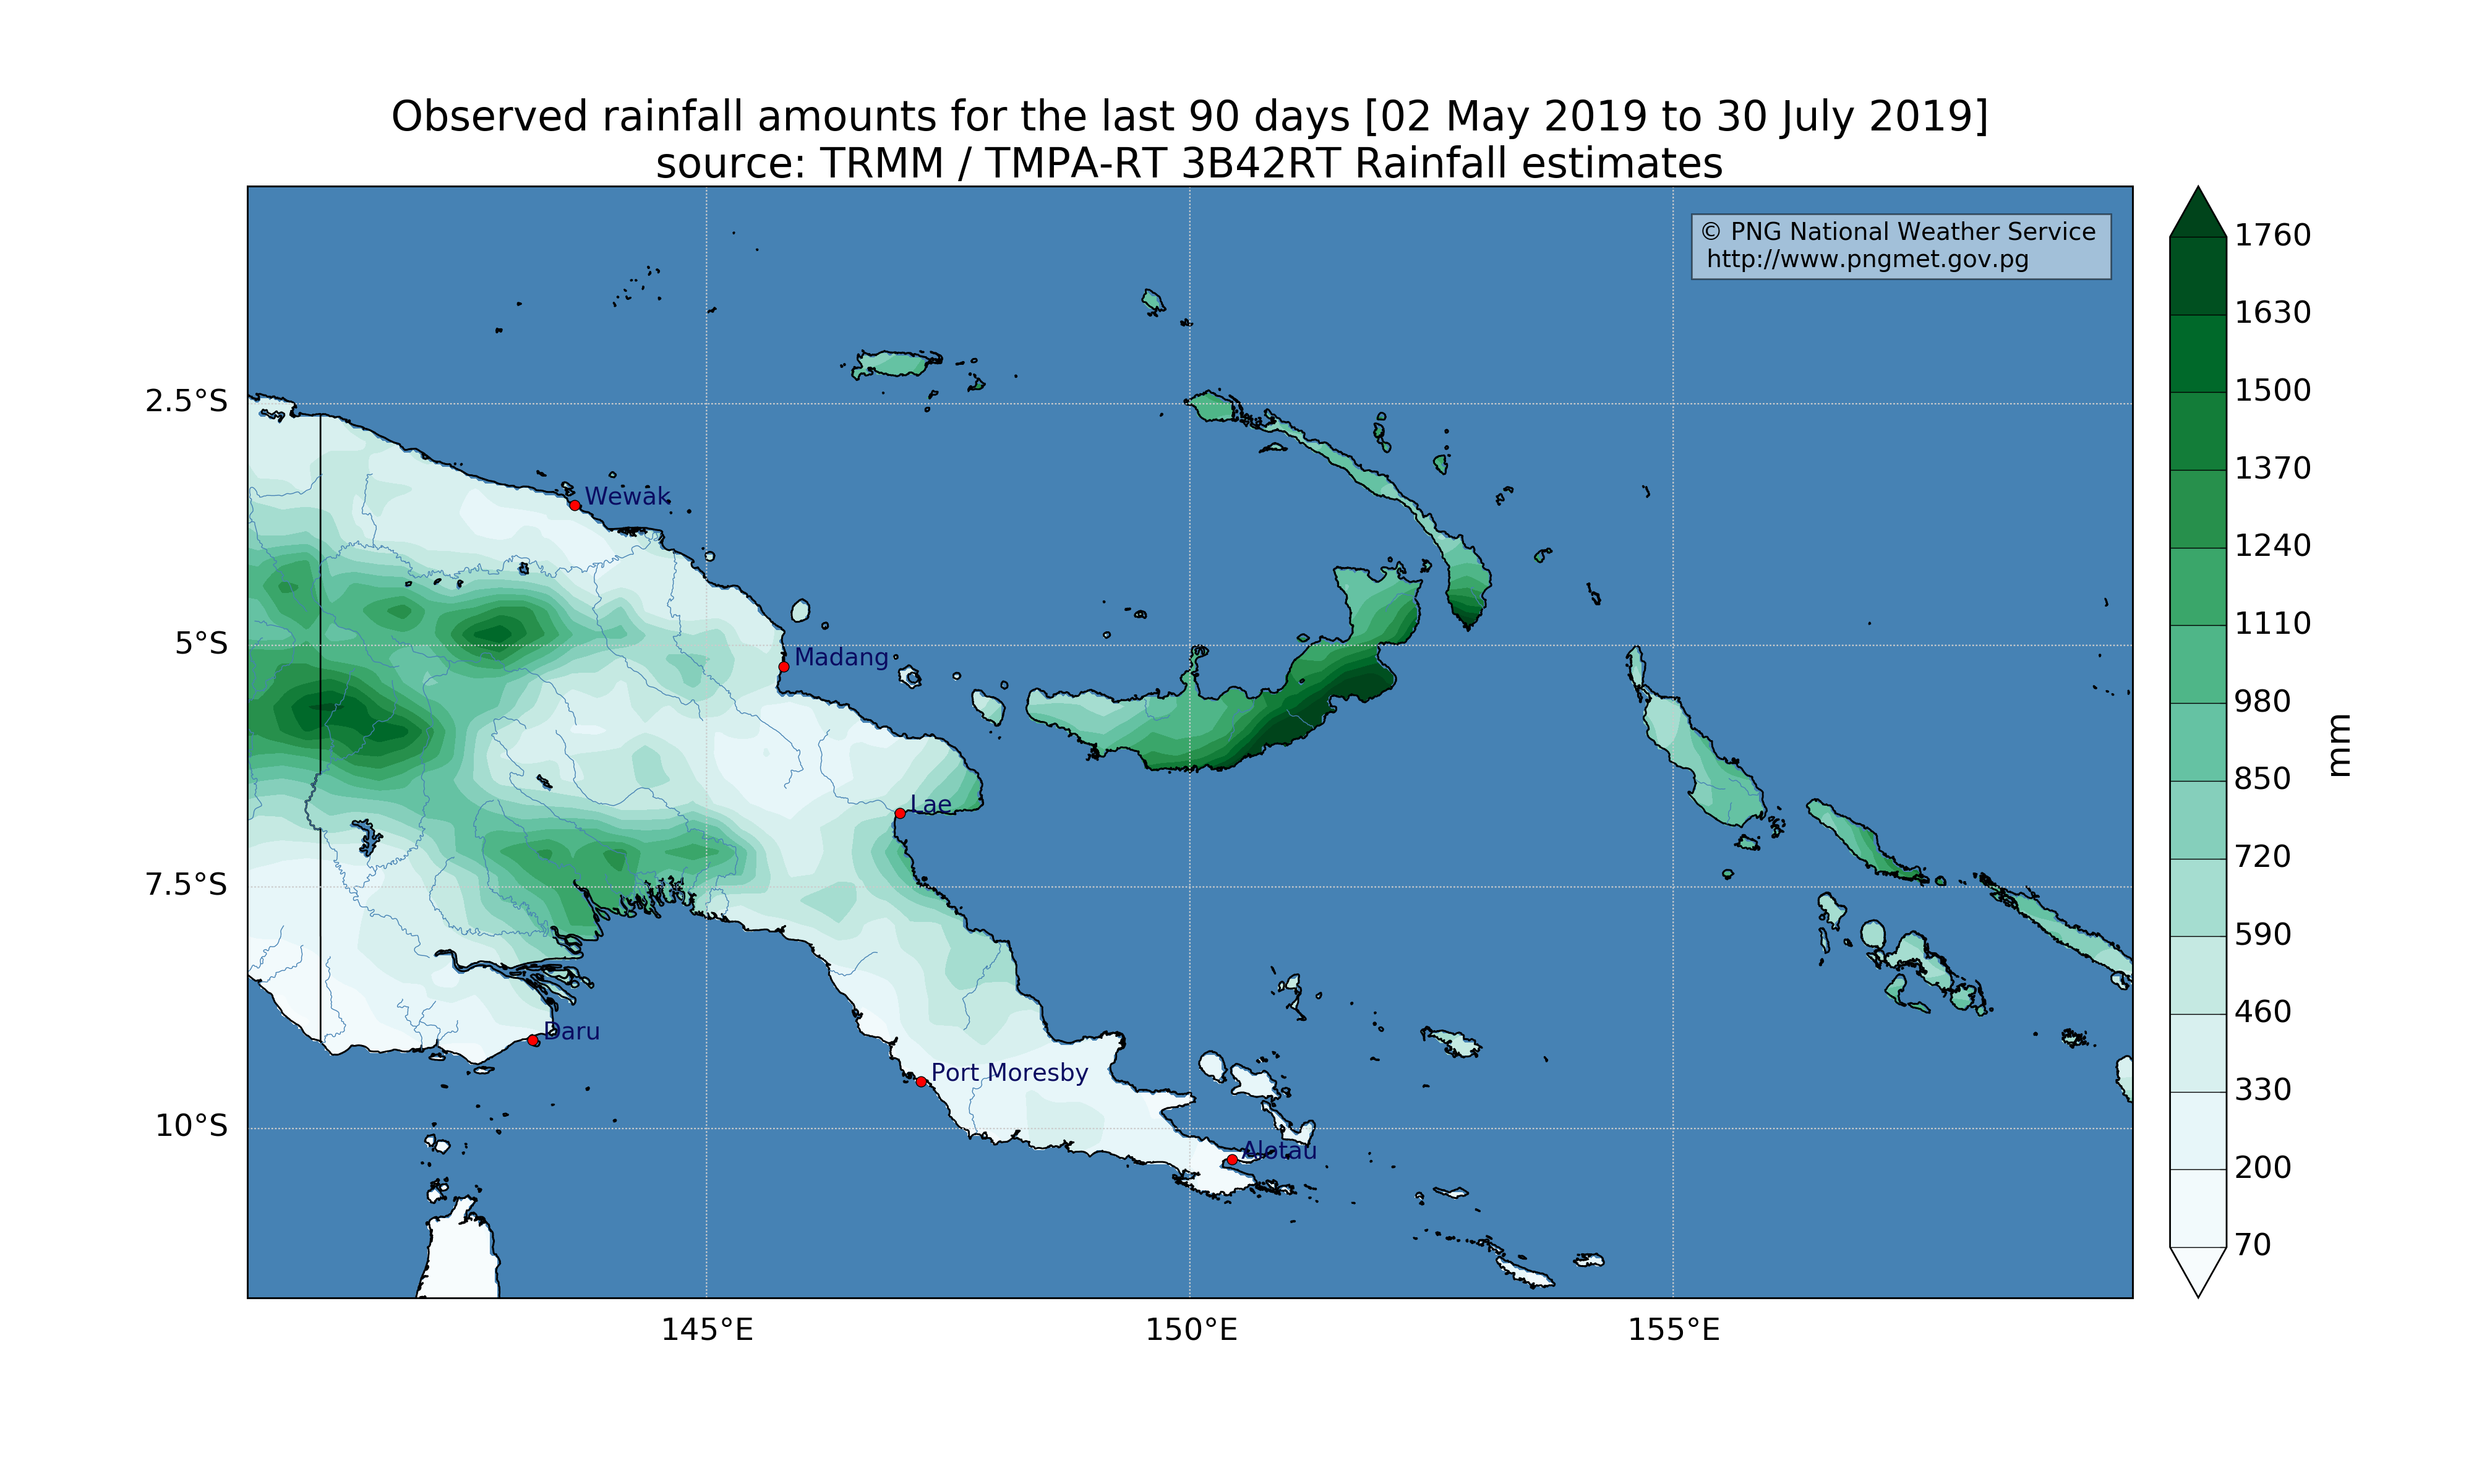 Observed rainfall amounts for the last 90 days [02 May 2019 to 30 July 2019]
source: TRMM / TMPA-RT 3B42RT Rainfall estimates
© PNG National Weather Service
http://www.pngmet.gov.pg
2.5°S
5°S
7.5°S
10°S
Wewak
Madang
Lae
Daru
Port Moresby
Alotau
145°E
150°E
155°E
1760
1630
1500
1370
1240
1110
980
850
720
590
460
330
200
70
mm